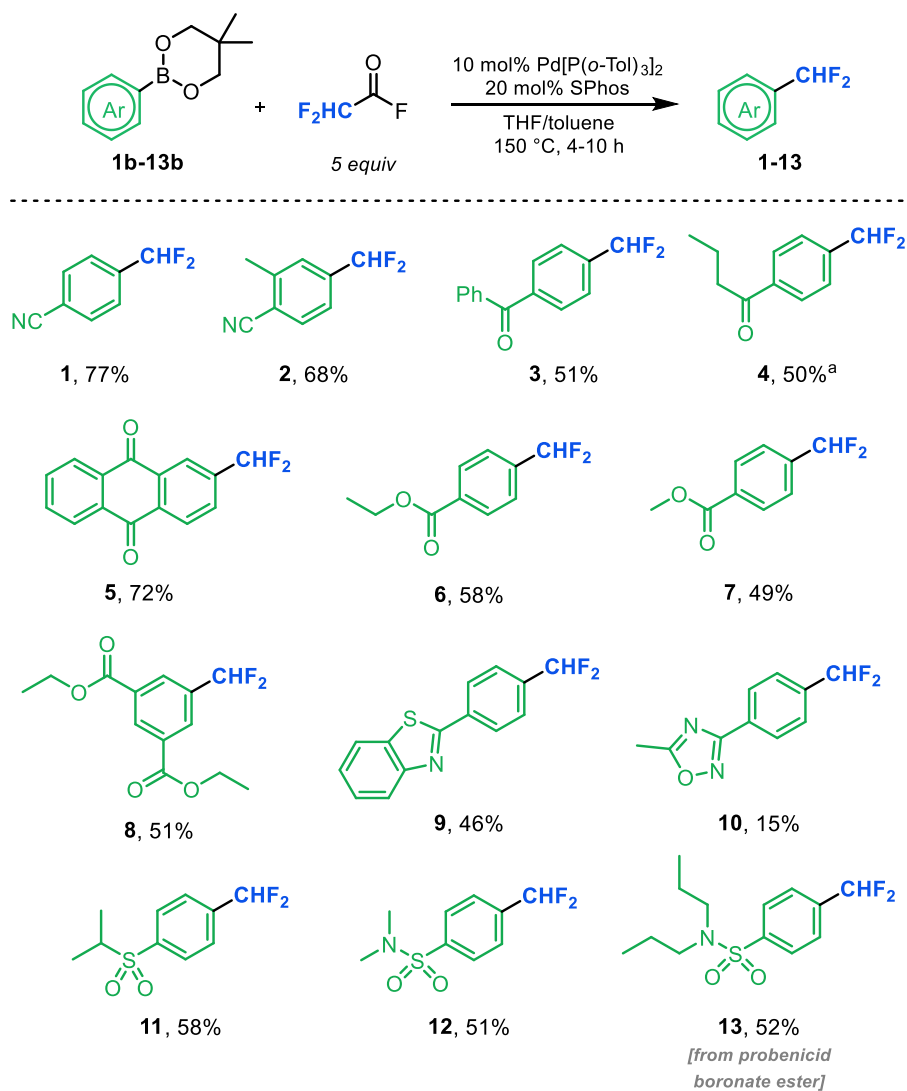 10 mol% Pd[P(o-Tol)3]2
20 mol% SPhos
THF/toluene
150 °C, 4-10 h
O
B
O
Ar
+
F2HC
O
F
CHF2
Ar
1b-13b
5 equiv
1-13
CHF2
NC
CHF2
NC
CHF2
Ph
O
CHF2
O
1, 77%
2, 68%
3, 51%
4, 50%a
O
CHF2
O
CHF2
O
O
CHF2
O
O
5, 72%
6, 58%
7, 49%
O
O
CHF2
O
O
S
N
CHF2
N
O
N
CHF2
8, 51%
9, 46%
10, 15%
CHF2
S
O O
CHF2
N
S
O O
CHF2
N
S
O O
11, 58%
12, 51%
13, 52%
[from probenicid
boronate ester]